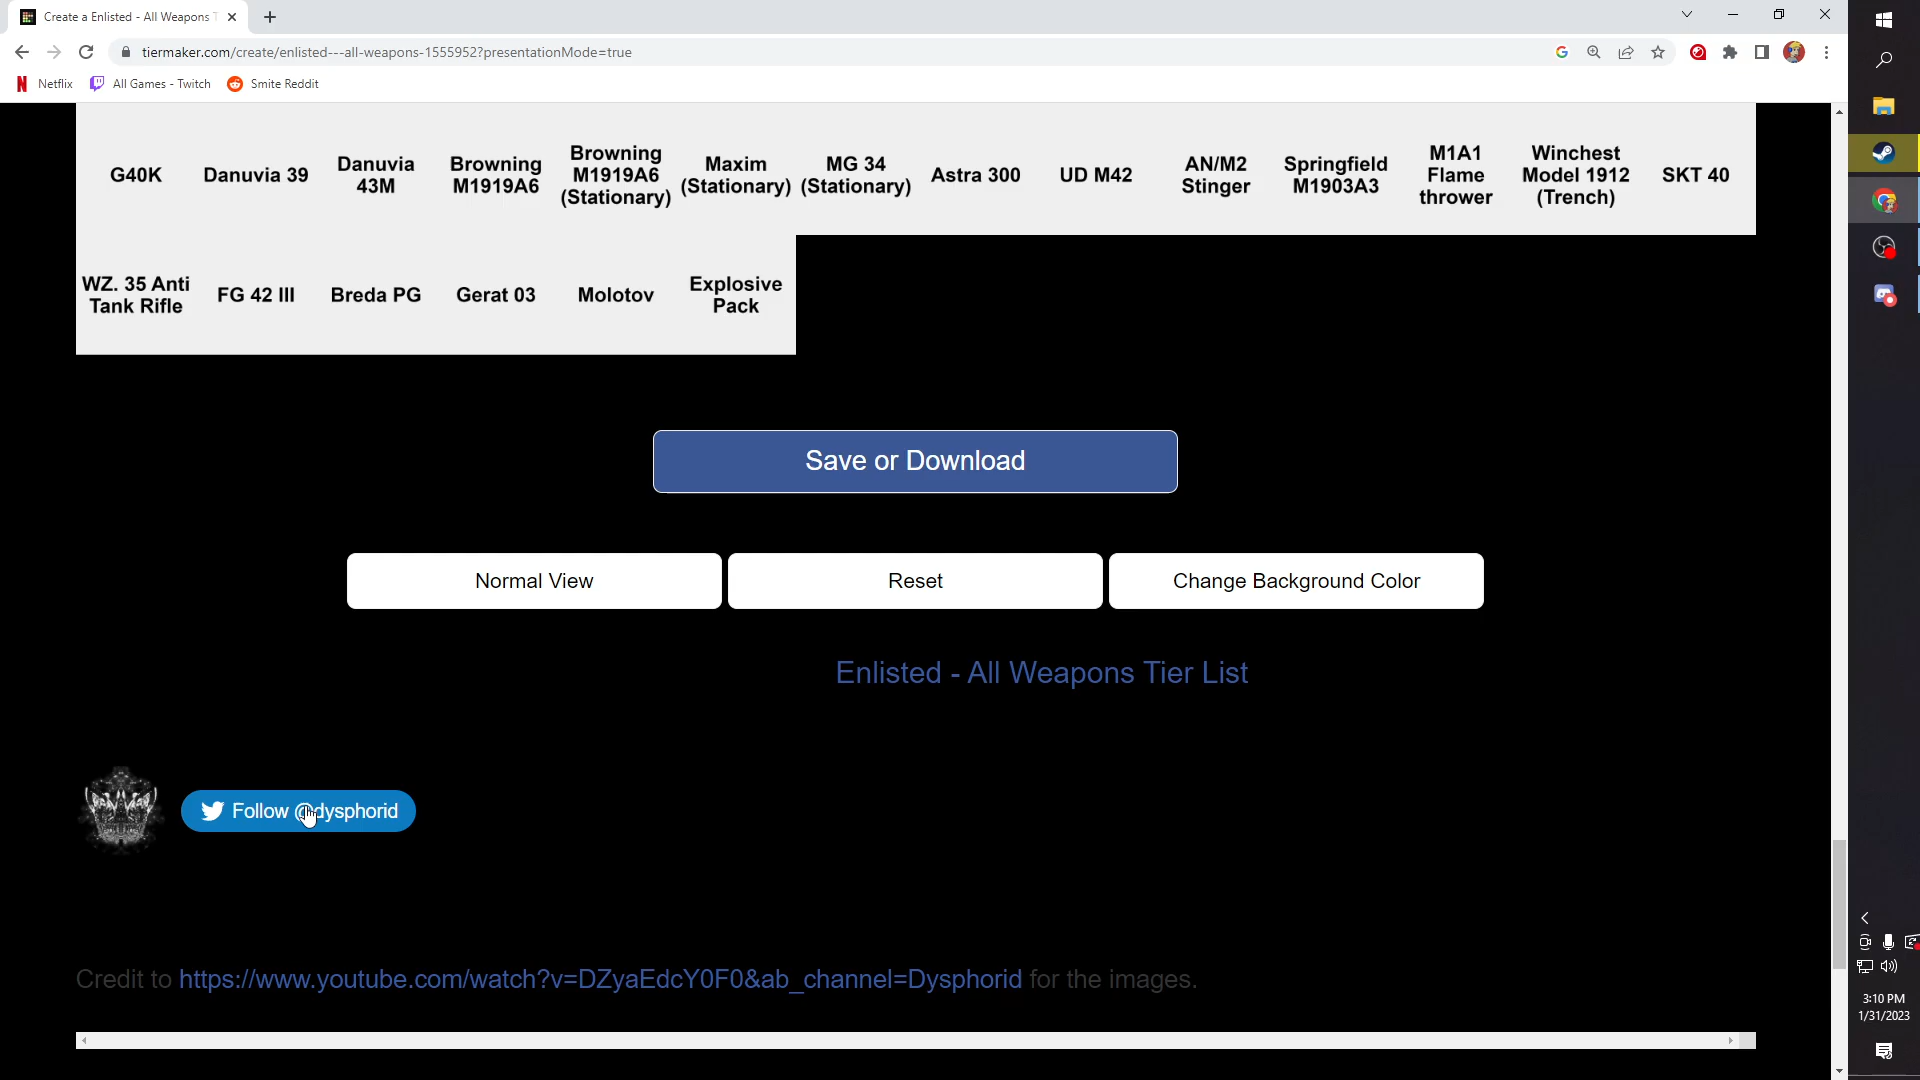 Create a Enlisted - All Weapons T
tiermaker.com/create/enlisted---all-weapons-1555952?presentationMode=true
Netflix
All Games - Twitch
Smite Reddit
G40K
Danuvia 39
Danuvia
43M
Browning
M1919A6
Browning
M1919A6
(Stationary)
Maxim
(Stationary)
MG 34
(Stationary)
Astra 300
UD M42
AN/M2
Stinger
Springfield
M1903A3
M1A1
Flame
thrower
Winchest
Model 1912
(Trench)
SKT 40
WZ. 35 Anti
Tank Rifle
FG 42 III
Breda PG
Gerat 03
Molotov
Explosive
Pack
Save or Download
Normal View
Reset
Change Background Color
Enlisted - All Weapons Tier List
Follow @dysphorid
Credit to https://www.youtube.com/watch?v=DZyaEdcY0F0&ab_channel=Dysphorid for the images.
3:10 PM
1/31/2023